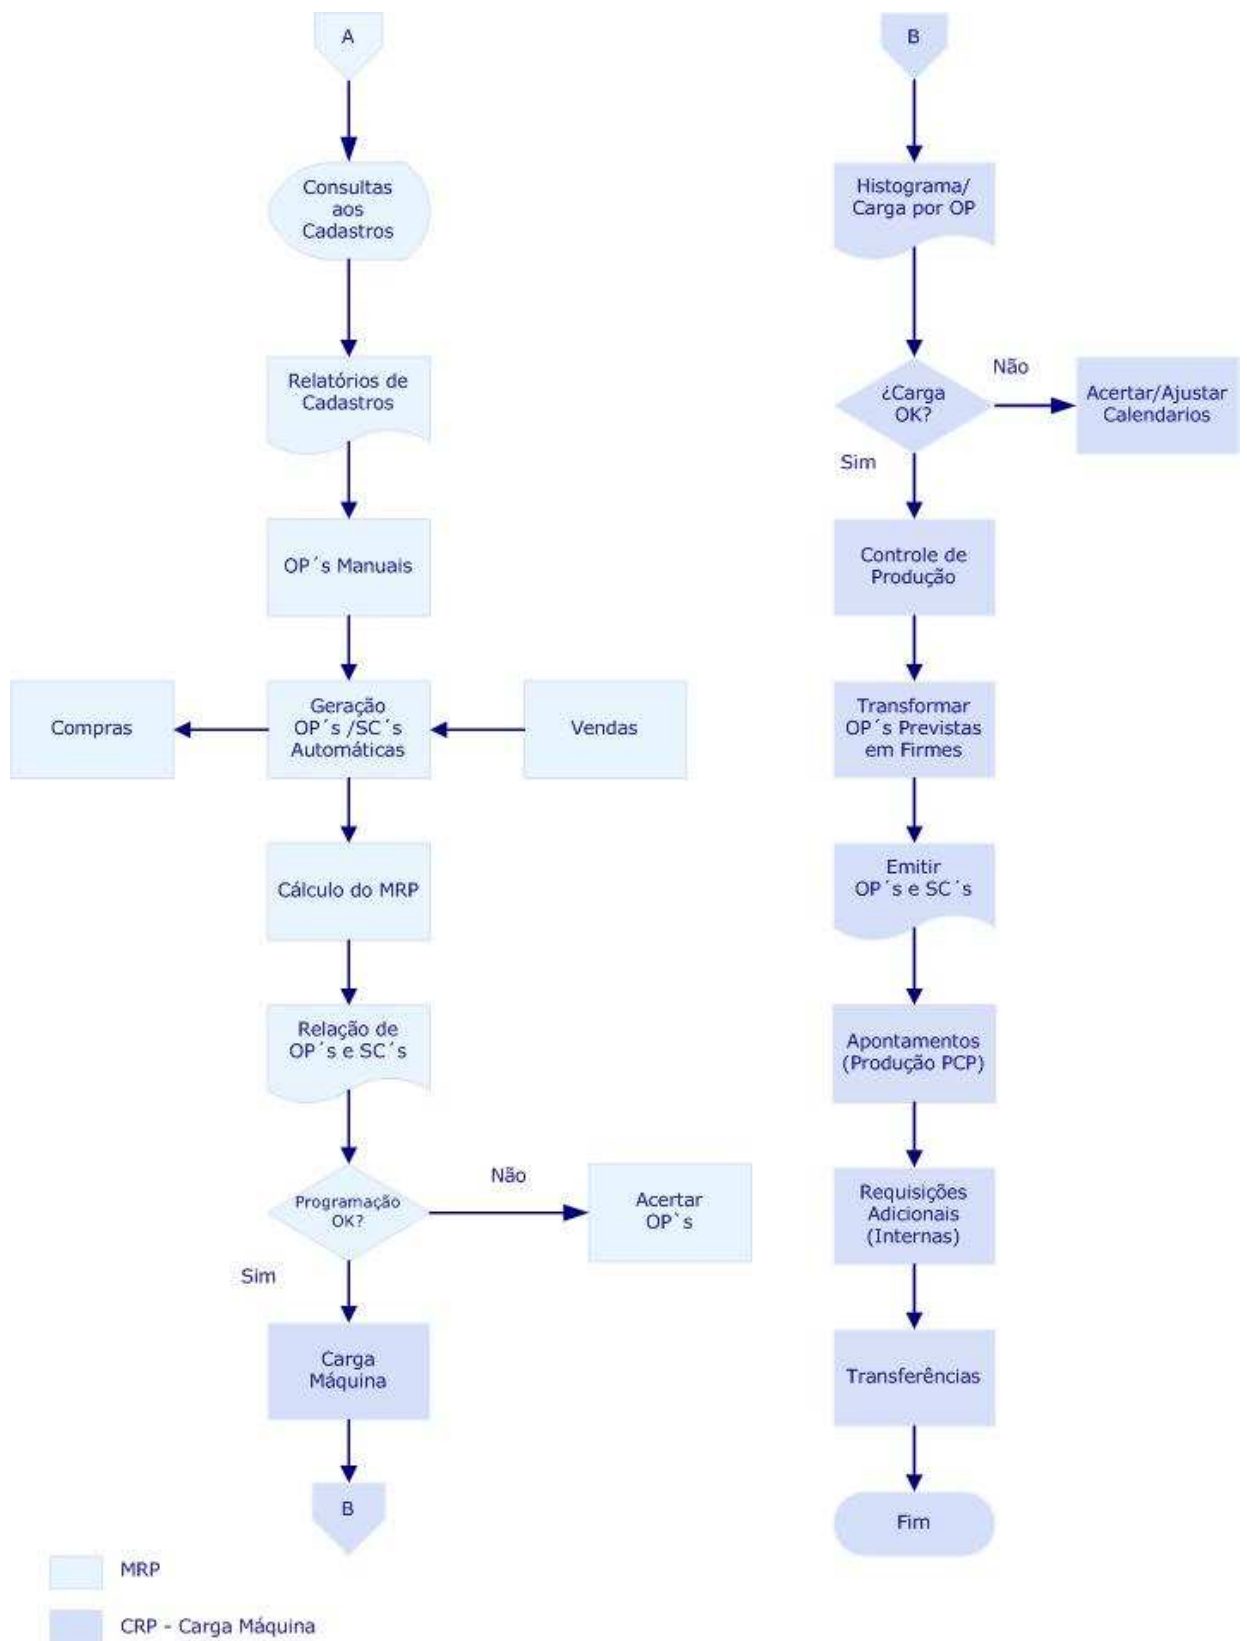 A
Consultas
aos
Cadastros
Relatórios de
Cadastros
OP´s Manuais
Compras
Geração
OP´s /SC´s
Automáticas
Vendas
Cálculo do MRP
Relação de
OP´s e SC´s
Programação
OK?
Não
Acertar
OP`s
Sim
Carga
Máquina
B
MRP
CRP - Carga Máquina
B
Histograma/
Carga por OP
¿Carga
OK?
Não
Acertar/Ajustar
Calendarios
Sim
Controle de
Produção
Transformar
OP´s Previstas
em Firmes
Emitir
OP´s e SC´s
Apontamentos
(Produção PCP)
Requisições
Adicionais
(Internas)
Transferências
Fim